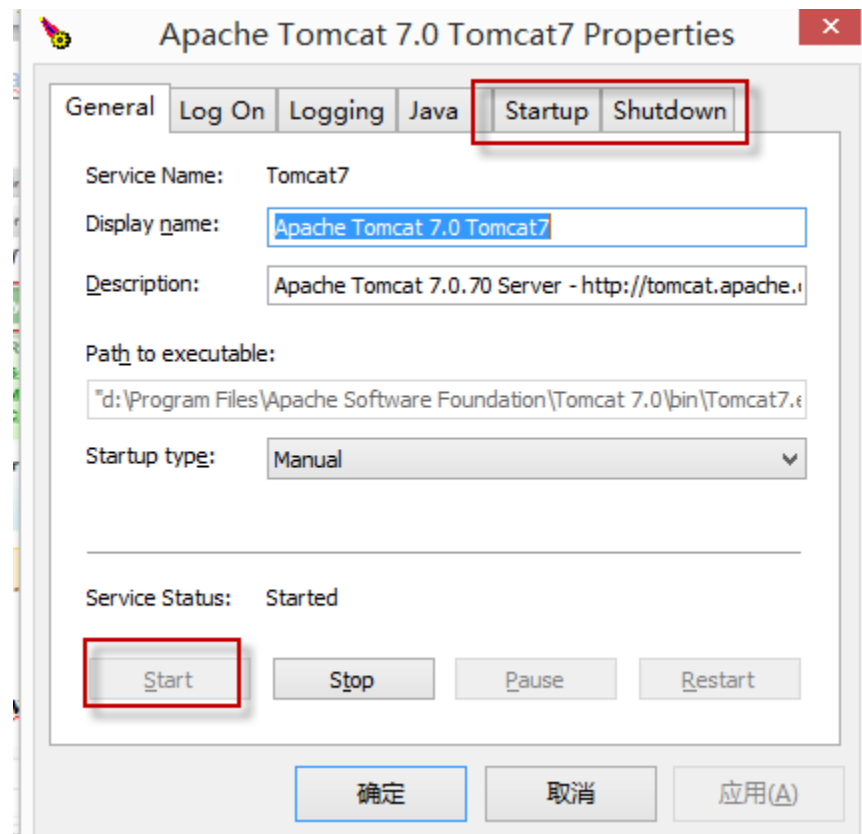 Apache Tomcat 7.0 Tomcat7 Properties
General Log On Logging Java Startup Shutdown
Service Name: Tomcat7
Display name: Apache Tomcat 7.0 Tomcat7
Description: Apache Tomcat 7.0.70 Server - http://tomcat.apache.
Path to executable:
"d:\Program Files\Apache Software Foundation\Tomcat 7.0\bin\Tomcat7.e
Startup type: Manual
Service Status: Started
Start Stop Pause Restart
确定 取消 应用(A)